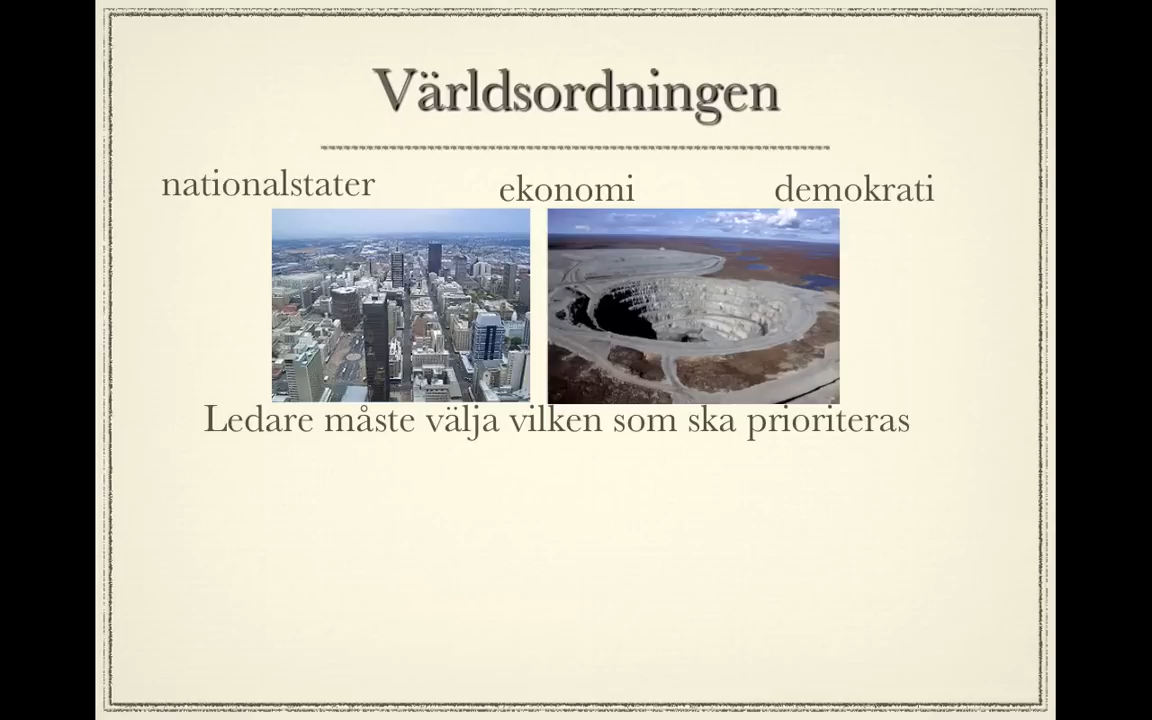 Världsordningen
nationalstater
ekonomi
demokrati
Ledare måste välja vilken som ska prioriteras